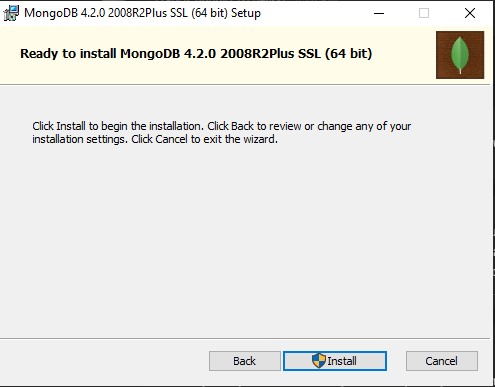 MongoDB 4.2.0 2008R2Plus SSL (64 bit) Setup
Ready to install MongoDB 4.2.0 2008R2Plus SSL (64 bit)
Click Install to begin the installation. Click Back to review or change any of your
installation settings. Click Cancel to exit the wizard.
Back
Install
Cancel